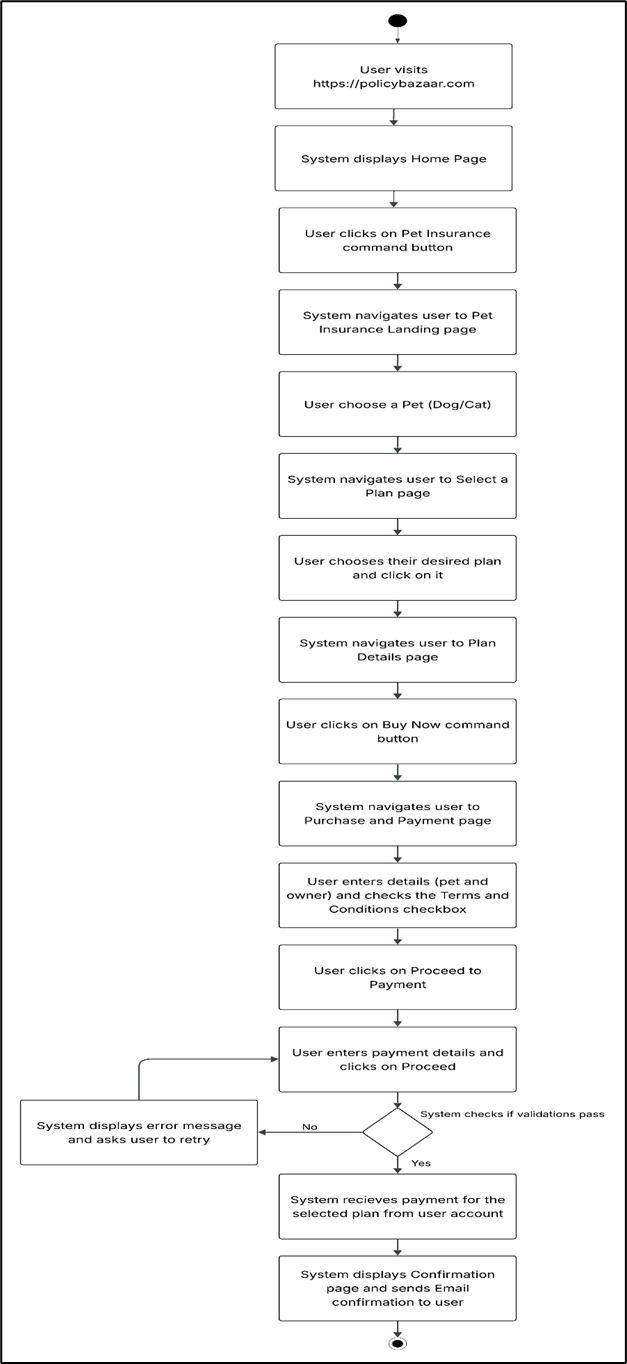 User visits
https://policybazaar.com
System displays Home Page
User clicks on Pet Insurance
command button
System navigates user to Pet
Insurance Landing page
User choose a Pet (Dog/Cat)
System navigates user to Select a
Plan page
User chooses their desired plan
and click on it
System navigates user to Plan
Details page
User clicks on Buy Now command
button
System navigates user to
Purchase and Payment page
User enters details (pet and
owner) and checks the Terms and
Conditions checkbox
User clicks on Proceed to
Payment
User enters payment details and
clicks on Proceed
System checks if validations pass
No
System displays error message
and asks user to retry
Yes
System recieves payment for the
selected plan from user account
System displays Confirmation
page and sends Email
confirmation to user